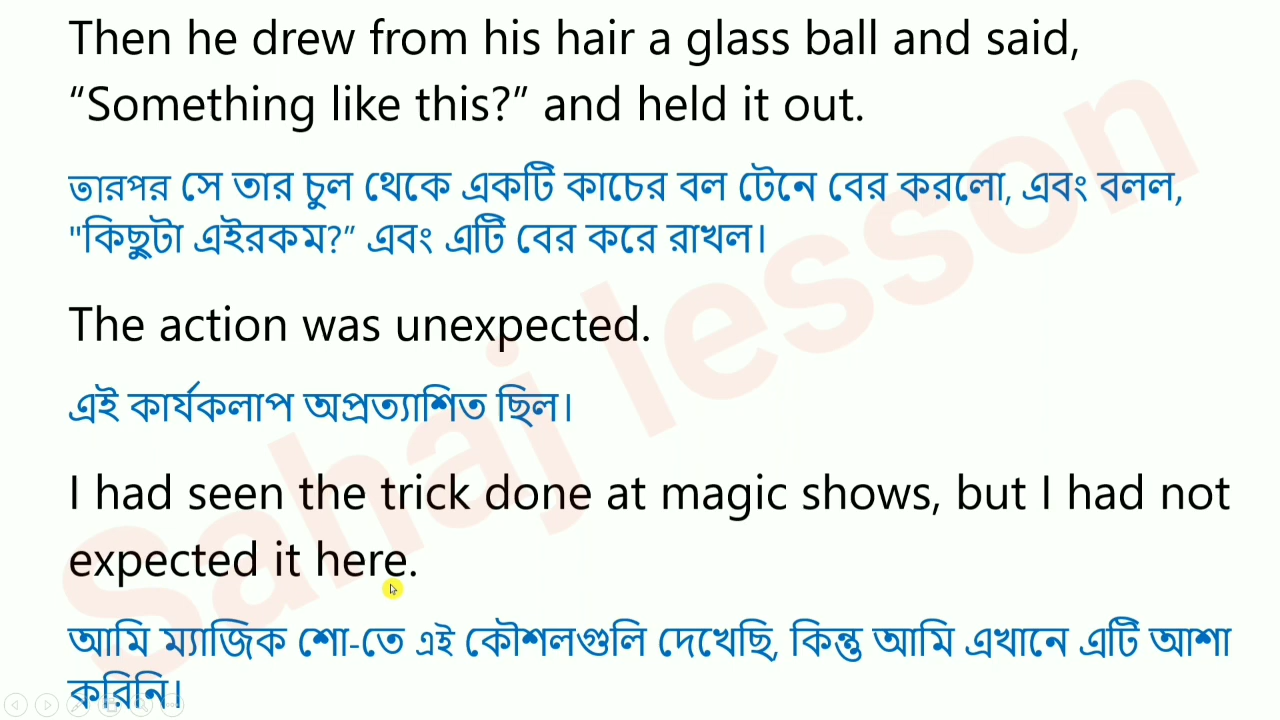 Then he drew from his hair a glass ball and said,
“Something like this?” and held it out.
তারপর সে তার চুল থেকে একটি কাচের বল টেনে বের করলো, এবং বলল,
"কিছুটা এইরকম?” এবং এটি বের করে রাখল।
The action was unexpected.
এই কার্যকলাপ অপ্রত্যাশিত ছিল।
I had seen the trick done at magic shows, but I had not
expected it here.
আমি ম্যাজিক শো-তে এই কৌশলগুলি দেখেছি, কিন্তু আমি এখানে এটি আশা
করিনি।
Sahaj lesson